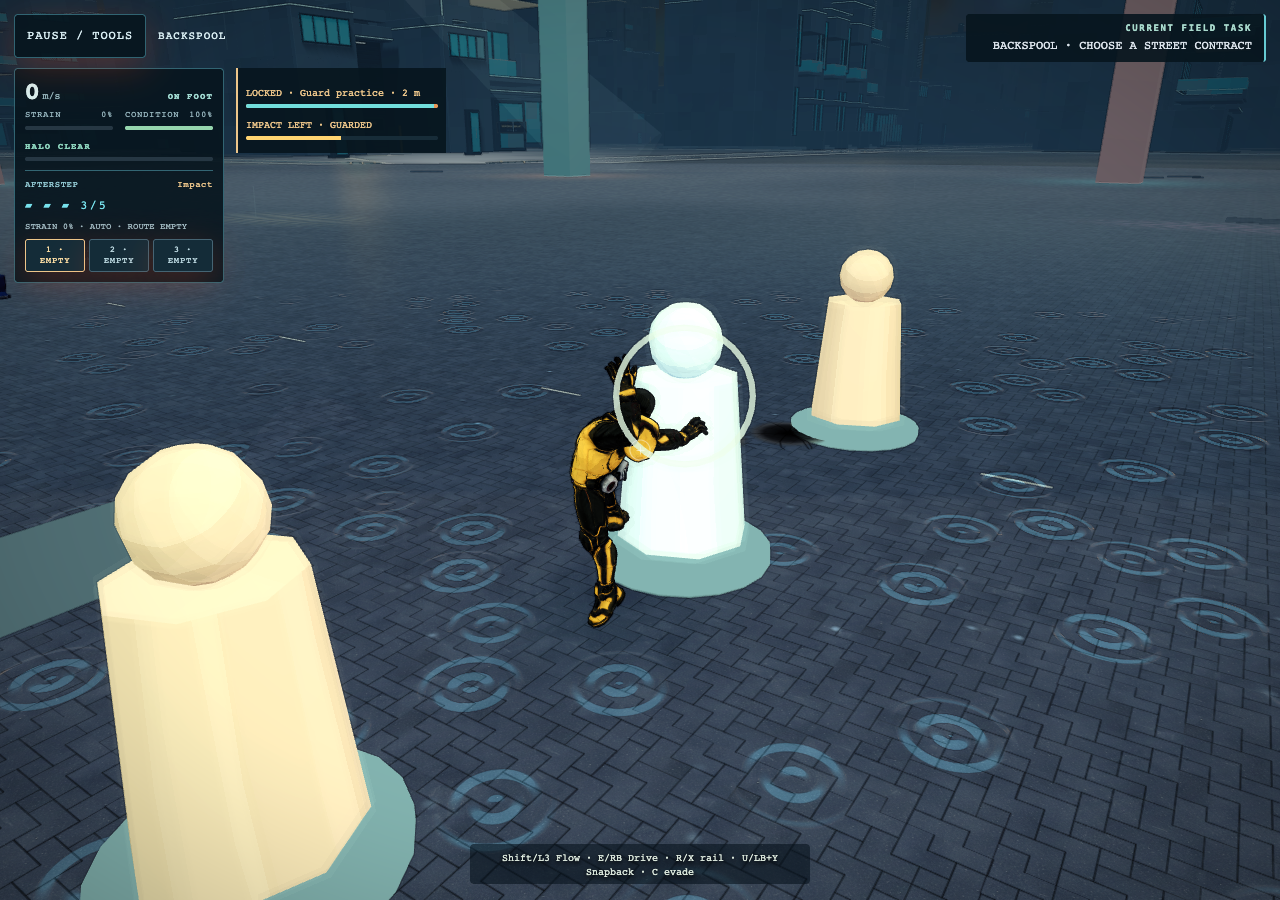 PAUSE / TOOLS
BACKSPOOL
CURRENT FIELD TASK
BACKSPOOL · CHOOSE A STREET CONTRACT
0 m/s
ON FOOT
STRAIN 0%
CONDITION 100%
HALO CLEAR
AFTERSTEP
Impact
3/5
STRAIN 0% · AUTO · ROUTE EMPTY
1 ·
EMPTY
2 ·
EMPTY
3 ·
EMPTY
LOCKED · Guard practice · 2 m
IMPACT LEFT · GUARDED
Shift/L3 Flow · E/RB Drive · R/X rail · U/LB+Y
Snapback · C evade